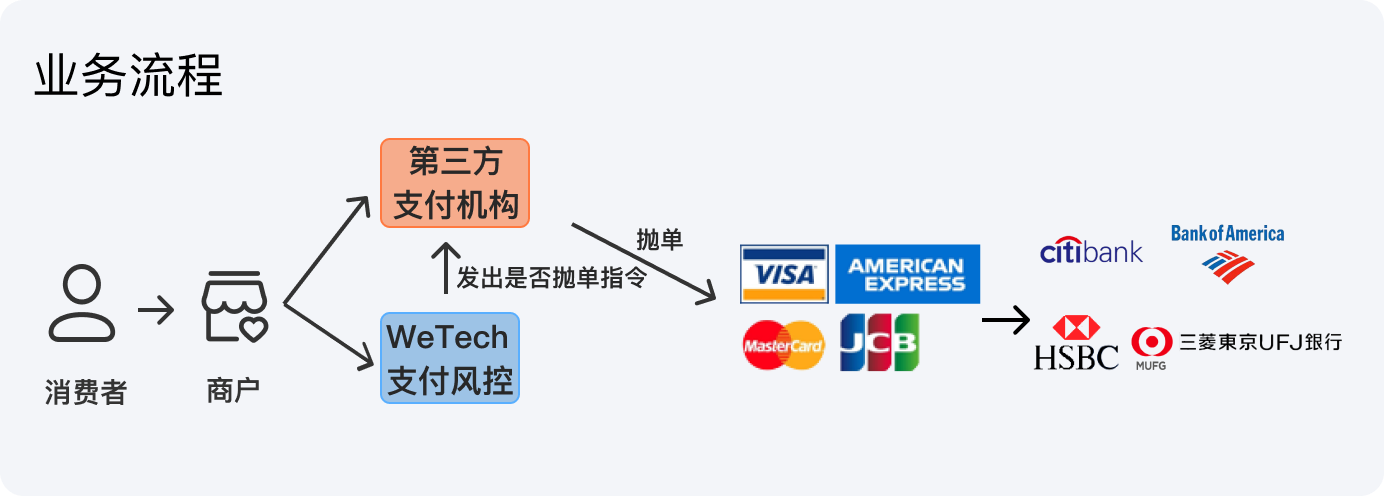 业务流程
第三方
支付机构
抛单
发出是否抛单指令
WeTech
支付风控
消费者
商户
VISA
AMERICAN
EXPRESS
MasterCard
JCB
citibank
Bank of America
HSBC
MUFG
三菱東京UFJ銀行